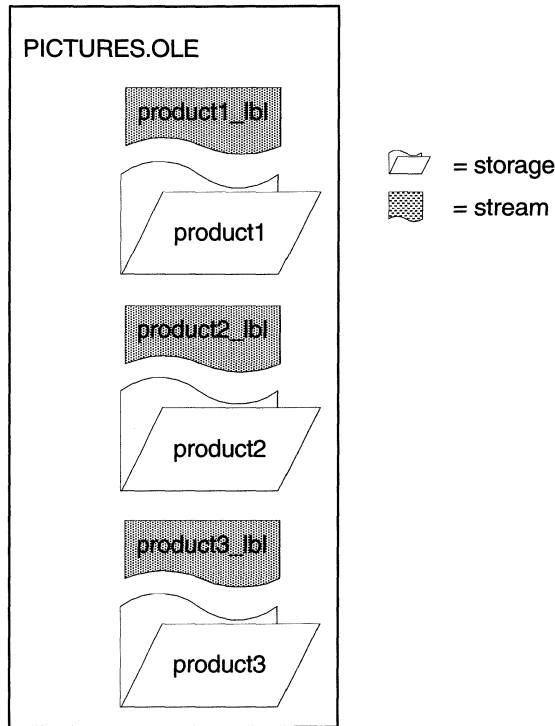 PICTURES.OLE
product1_lbl
product1
product2_lbl
product2
product3_lbl
product3
= storage
= stream